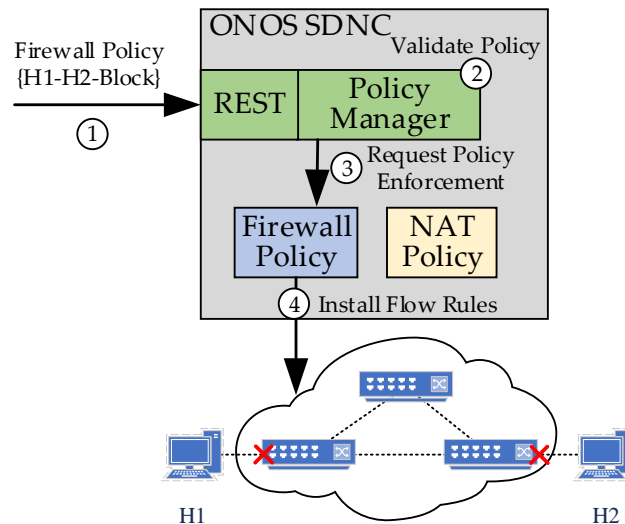 ONOS SDNC
Firewall Policy
{H1-H2-Block}
1
Validate Policy
2
REST
Policy
Manager
3
Request Policy
Enforcement
Firewall
Policy
NAT
Policy
4
Install Flow Rules
H1
H2